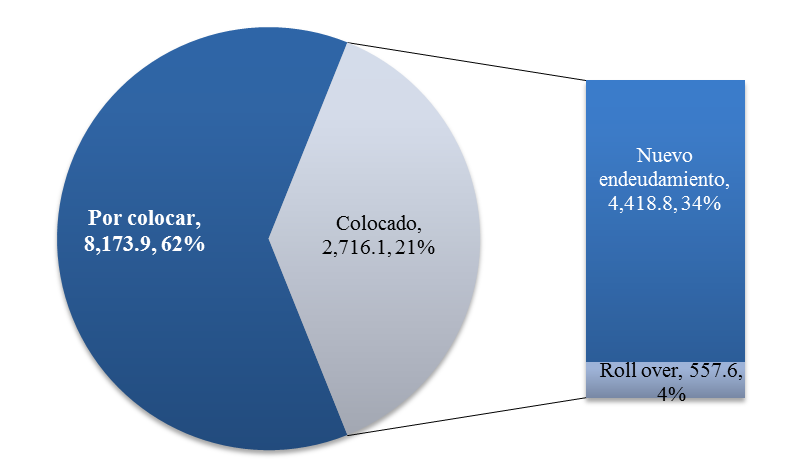 Por colocar,
8,173.9, 62%
Colocado,
2,716.1, 21%
Nuevo
endeudamiento,
4,418.8, 34%
Roll over, 557.6,
4%